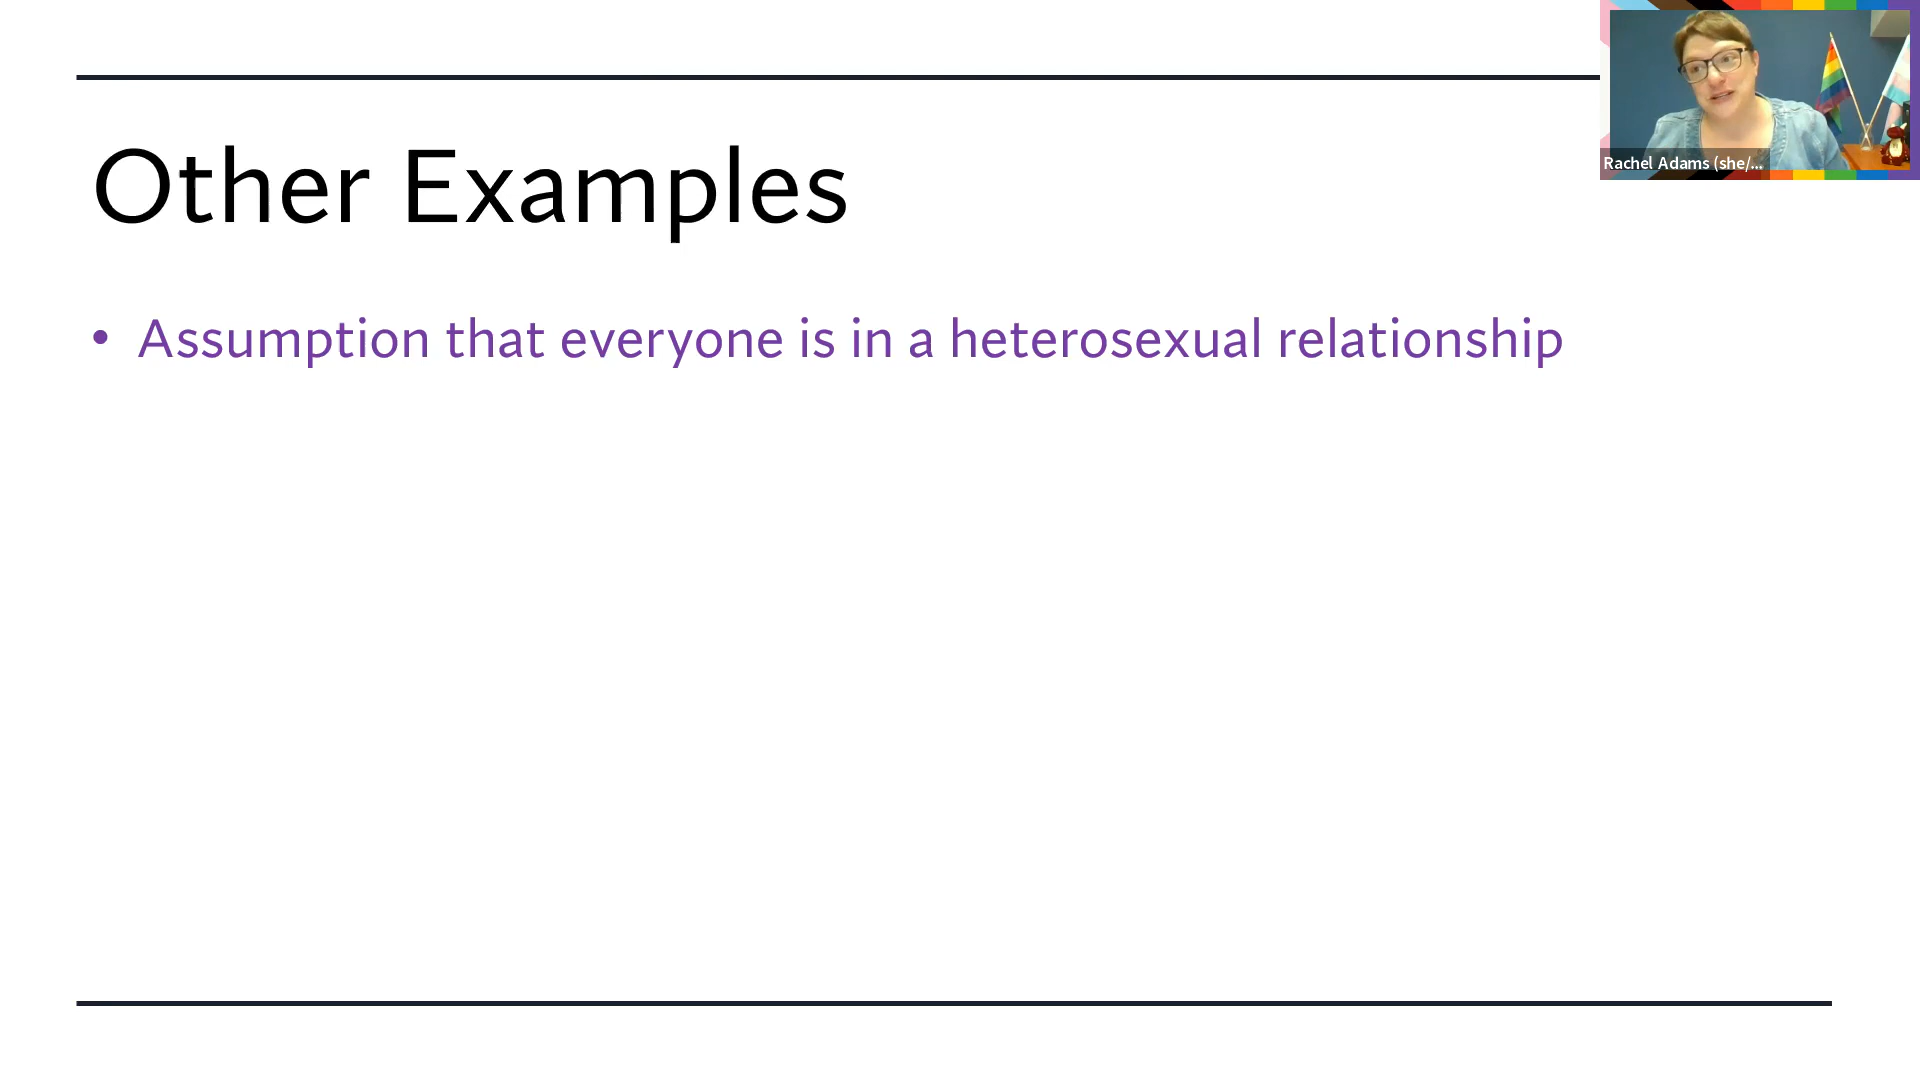 Other Examples
• Assumption that everyone is in a heterosexual relationship
Rachel Adams (she/...